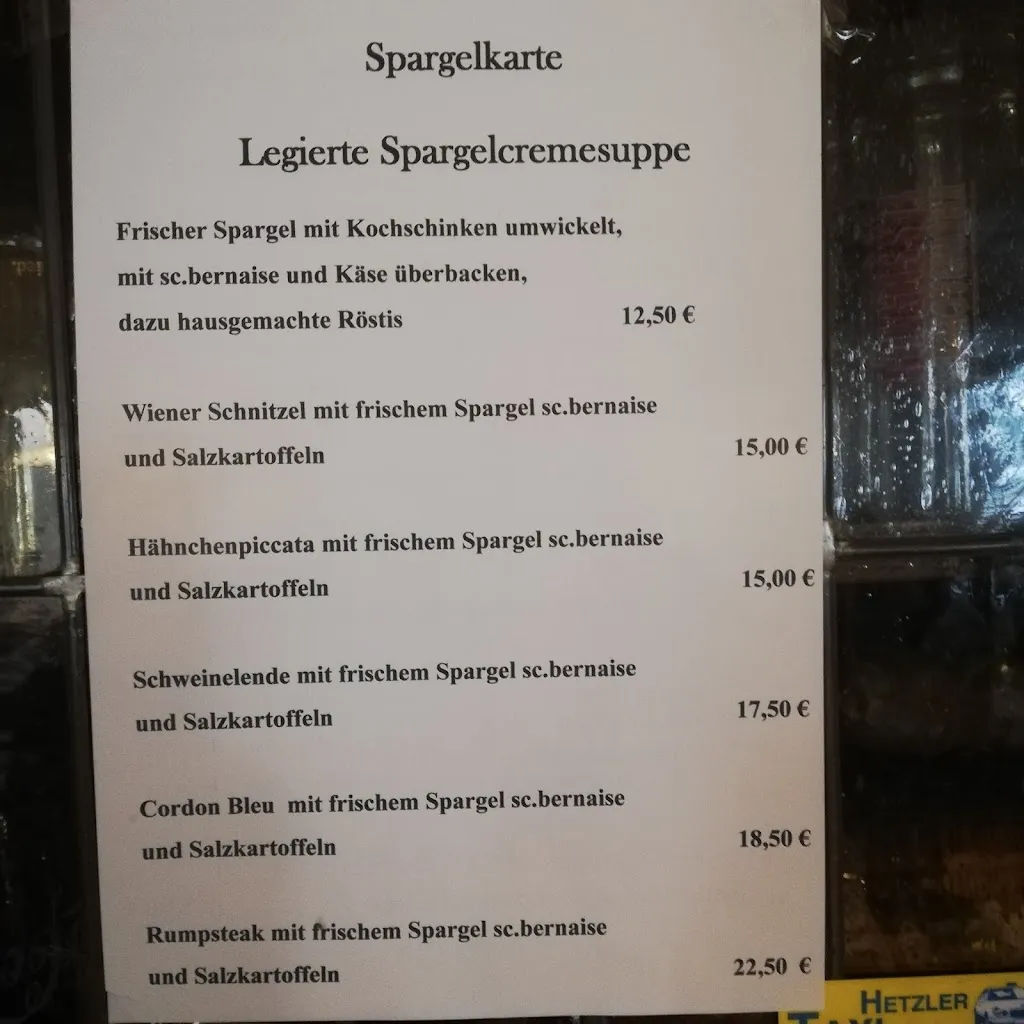 Spargelkarte
Legierte Spargelcremesuppe
Frischer Spargel mit Kochschinken umwickelt,
mit sc.bernaise und Käse überbacken,
dazu hausgemachte Röstis 12,50 €
Wiener Schnitzel mit frischem Spargel sc.bernaise
und Salzkartoffeln 15,00 €
Hähnchenpiccata mit frischem Spargel sc.bernaise
und Salzkartoffeln 15,00 €
Schweinelende mit frischem Spargel sc.bernaise
und Salzkartoffeln 17,50 €
Cordon Bleu mit frischem Spargel sc.bernaise
und Salzkartoffeln 18,50 €
Rumpsteak mit frischem Spargel sc.bernaise
und Salzkartoffeln 22,50 €
HETZLER